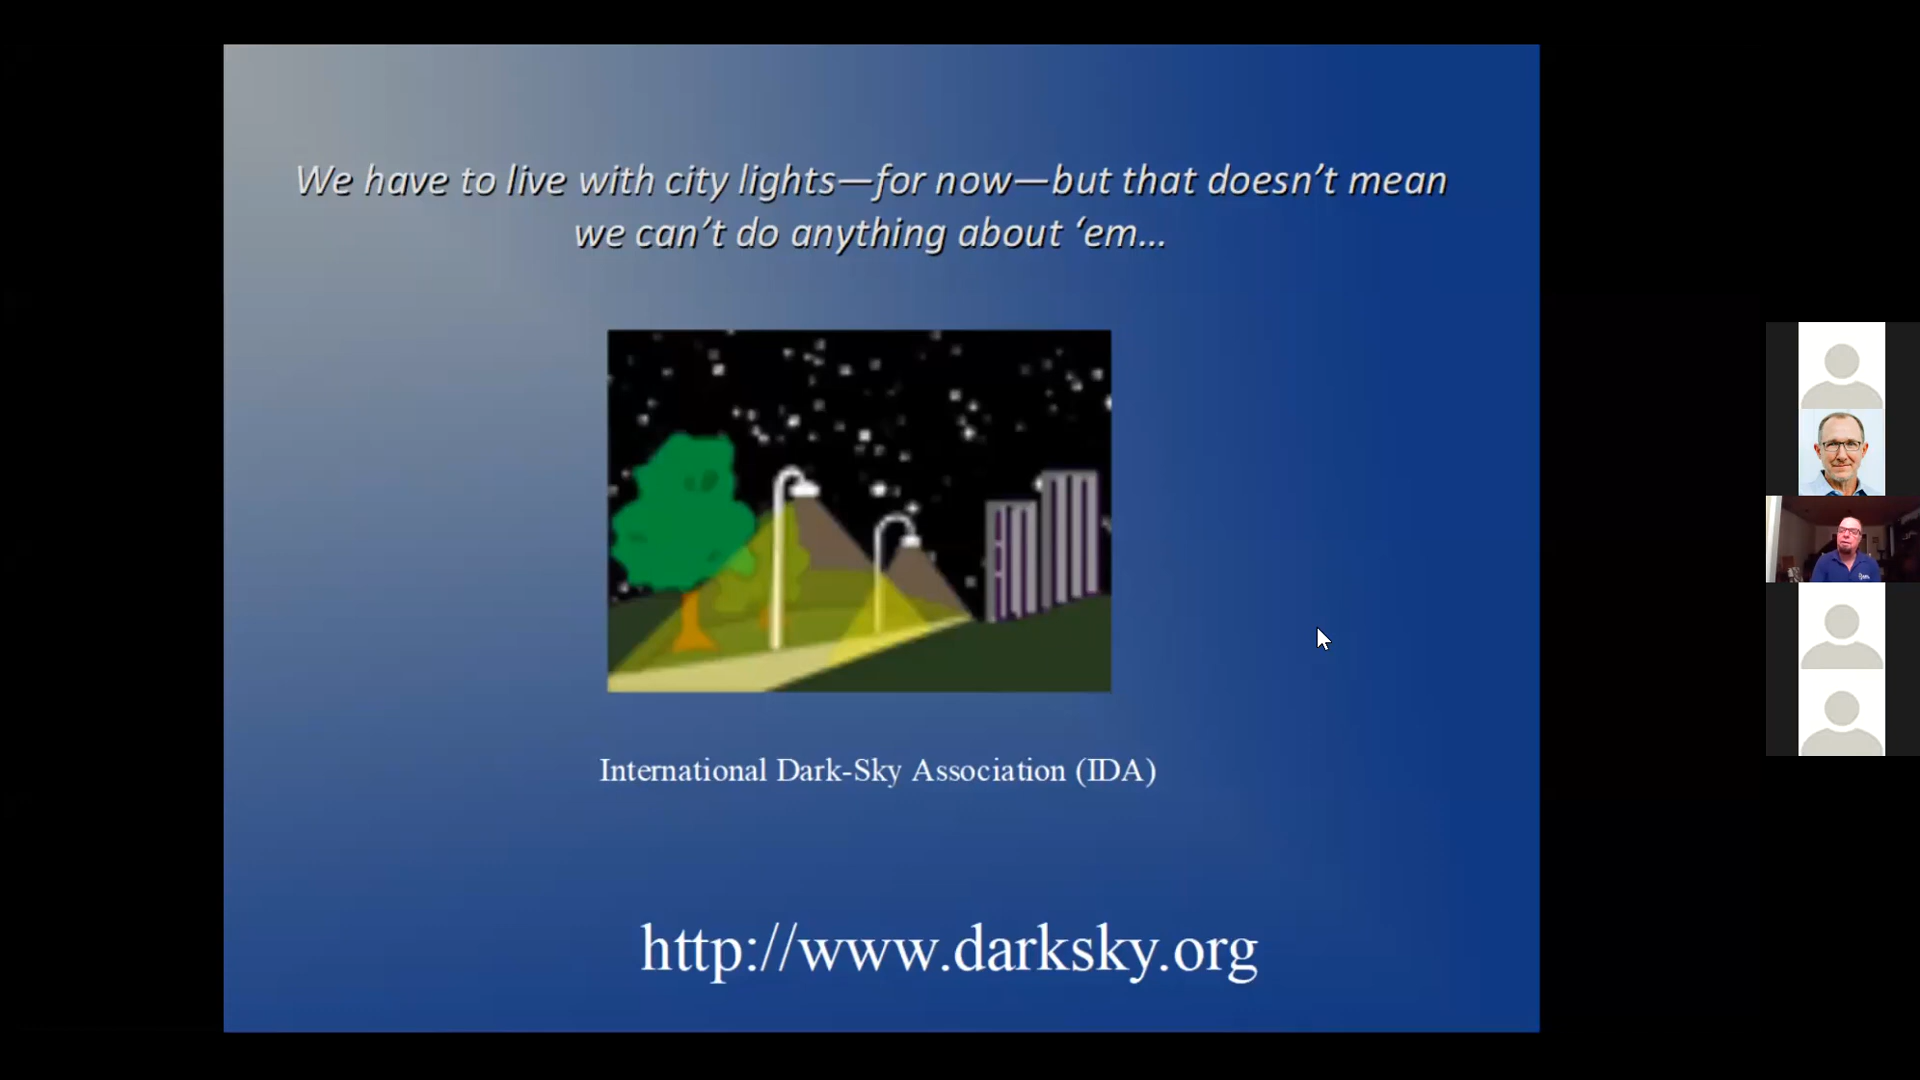 We have to live with city lights—for now—but that doesn’t mean
we can’t do anything about ‘em…
International Dark-Sky Association (IDA)
http://www.darksky.org